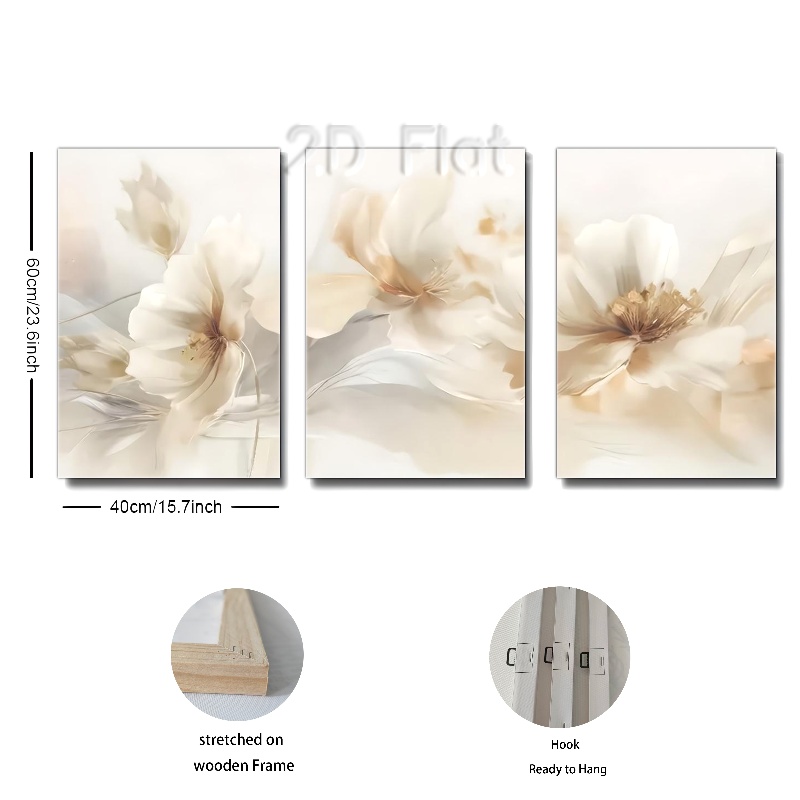 2D Flat
60cm/23.6inch
40cm/15.7inch
stretched on
wooden Frame
Hook
Ready to Hang